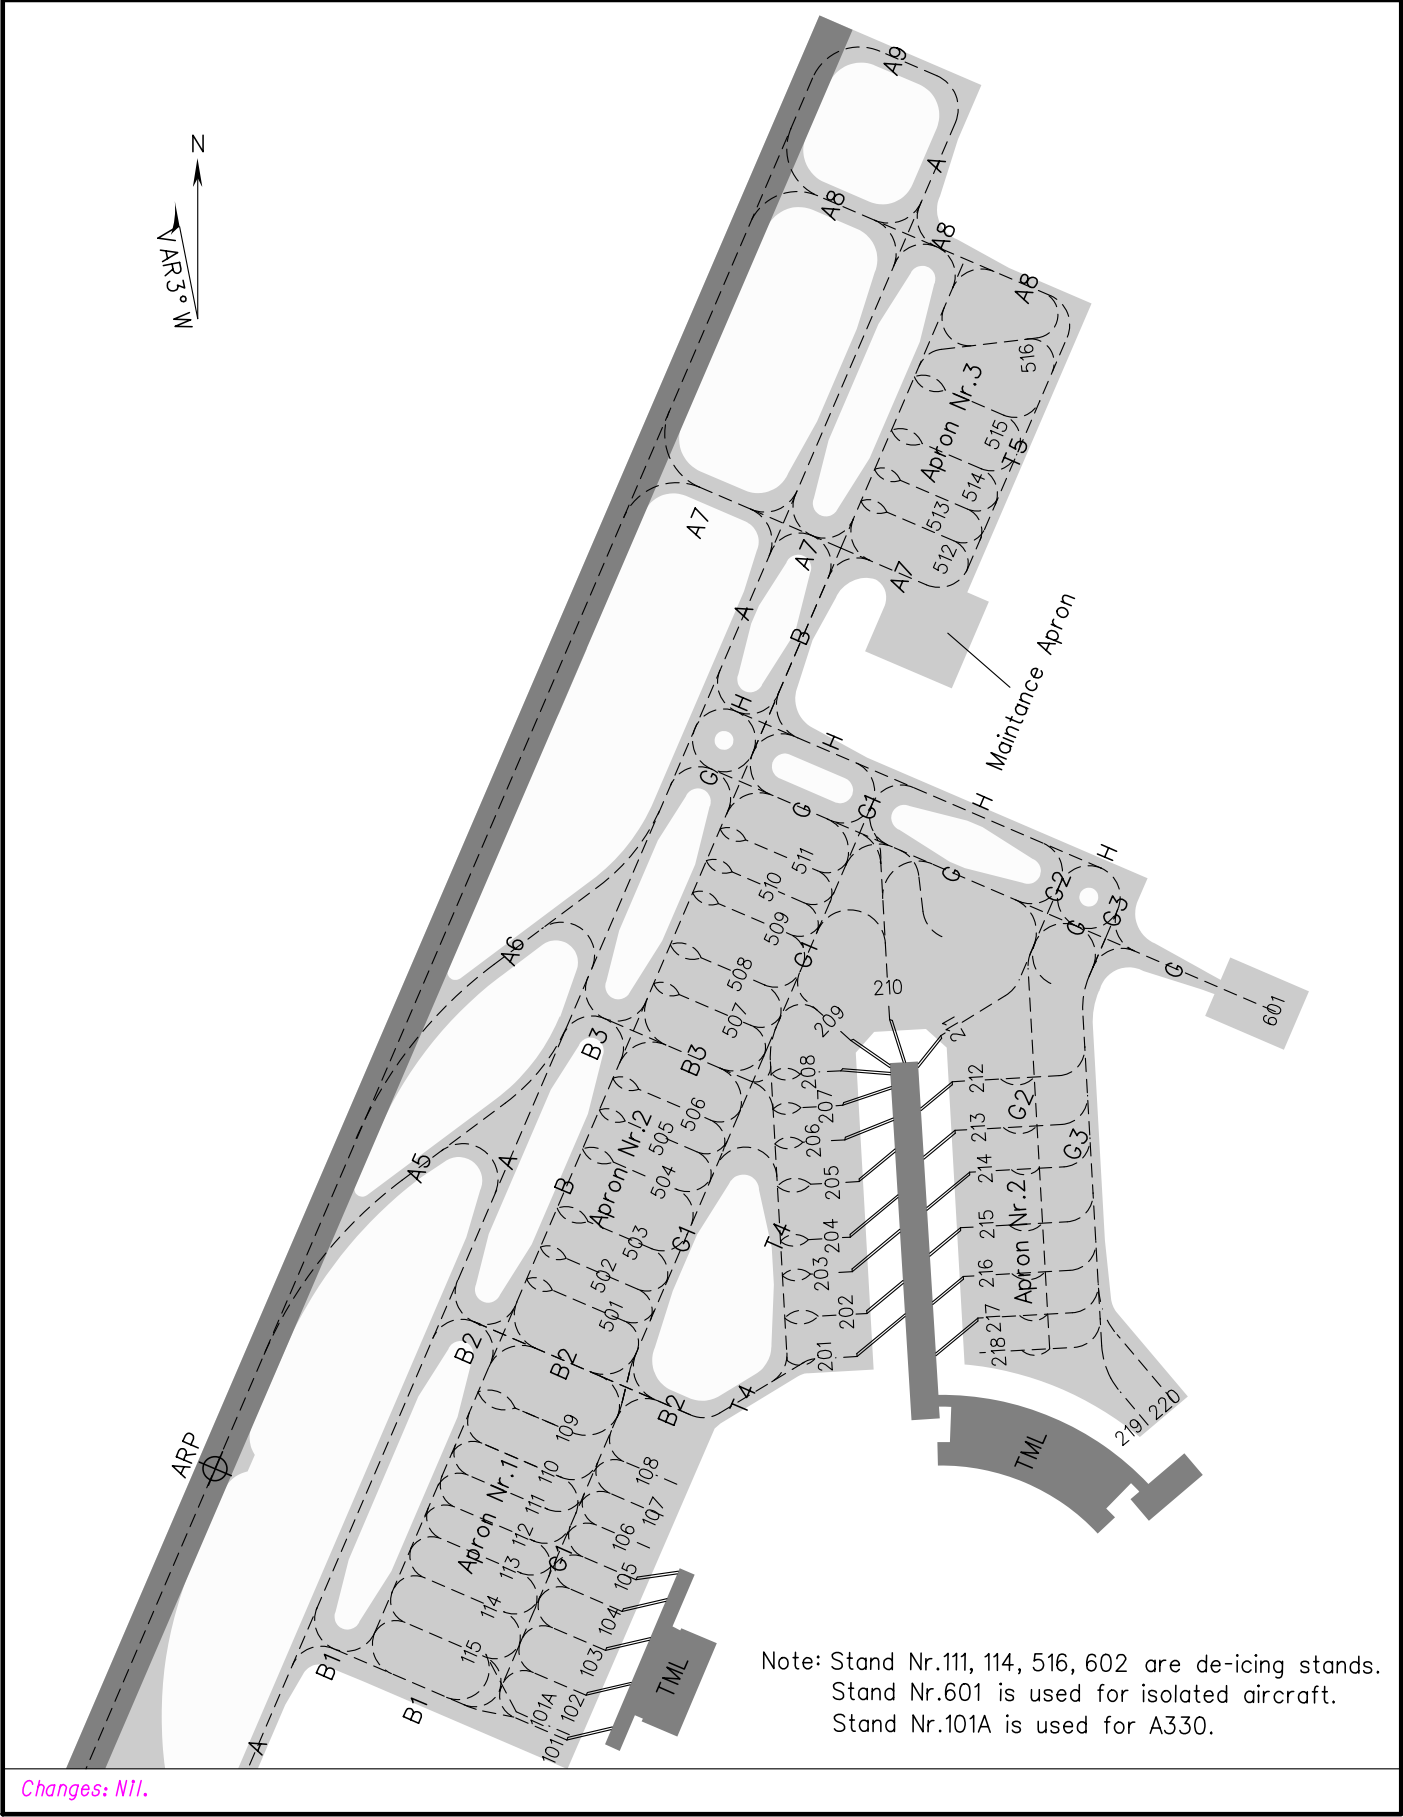 A9
N
A
A8
A8
VAR3°W
A8
516
Apron Nr.3
515
T5
514
A7
513
512
A7
A7
A
B
Maintance Apron
H
H
G
G
G1
H
H
511
G
510
G2
G3
509
G
A6
G1
508
G
210
601
507
209
211
B3
B3
208
212
207
G2
506
Apron Nr.2
505
206
213
G3
A5
A
504
205
214
B
Apron Nr.2
503
G1
T4
204
215
502
203
216
501
202
217
B2
B2
201
218
T4
B2
220
219
109
ARP
TML
108
110
Apron Nr.1
111
107
112
106
113
G1
105
114
104
115
103
B1
TML
101A
102
B1
101
A
Note: Stand Nr.111, 114, 516, 602 are de-icing stands.
Stand Nr.601 is used for isolated aircraft.
Stand Nr.101A is used for A330.
Changes: Nil.